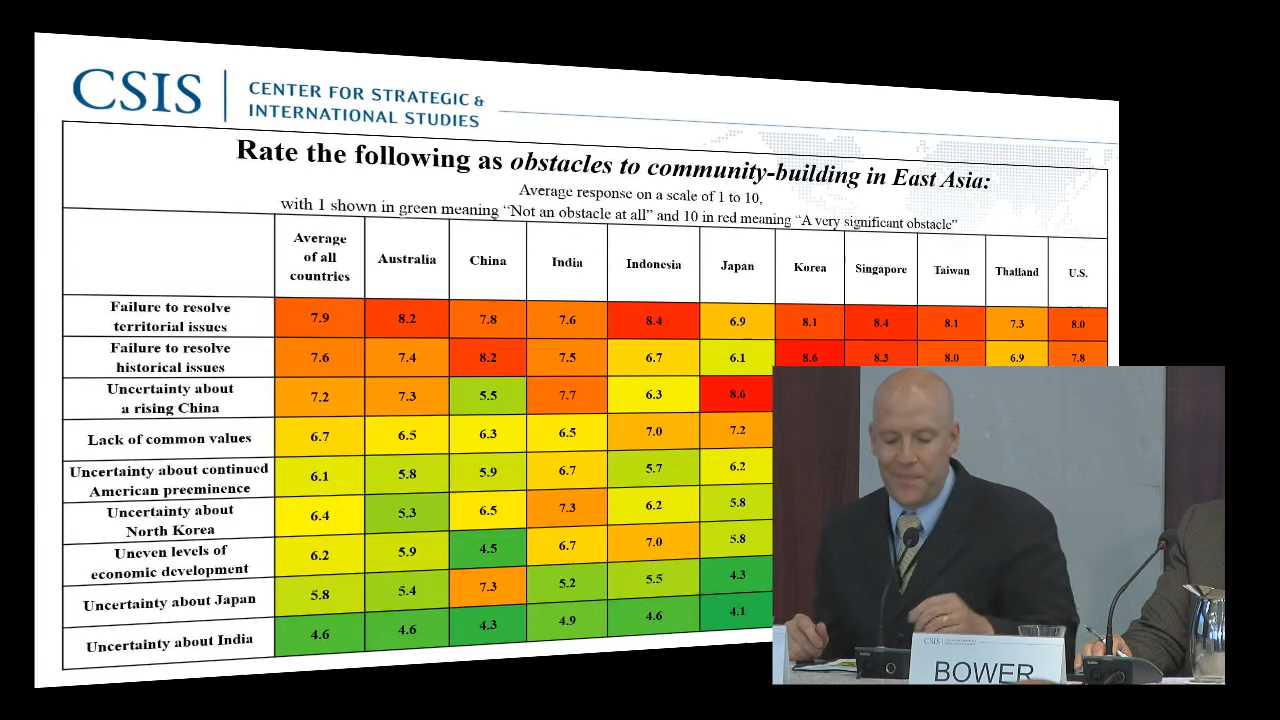 CSIS
CENTER FOR STRATEGIC &
INTERNATIONAL STUDIES
Rate the following as obstacles to community-building in East Asia:
Average response on a scale of 1 to 10,
with 1 shown in green meaning “Not an obstacle at all” and 10 in red meaning “A very significant obstacle”
Average
of all
countries
Australia
China
India
Indonesia
Japan
Korea
Singapore
Taiwan
Thailand
U.S.
Failure to resolve
territorial issues
7.9 8.2 7.8 7.6 8.4 6.9 8.1 8.4 8.1 7.3 8.0
Failure to resolve
historical issues
7.6 7.4 8.2 7.5 6.7 6.1 8.6 8.3 8.0 6.9 7.8
Uncertainty about
a rising China
7.2 7.3 5.5 7.7 6.3 8.6
Lack of common values
6.7 6.5 6.3 6.5 7.0 7.2
Uncertainty about continued
American preeminence
6.1 5.8 5.9 6.7 5.7 6.2
Uncertainty about
North Korea
6.4 5.3 6.5 7.3 6.2 5.8
Uneven levels of
economic development
6.2 5.9 4.5 6.7 7.0 5.8
Uncertainty about Japan
5.8 5.4 7.3 5.2 5.5 4.3
Uncertainty about India
4.6 4.6 4.3 4.9 4.6 4.1
CSIS
BOWER